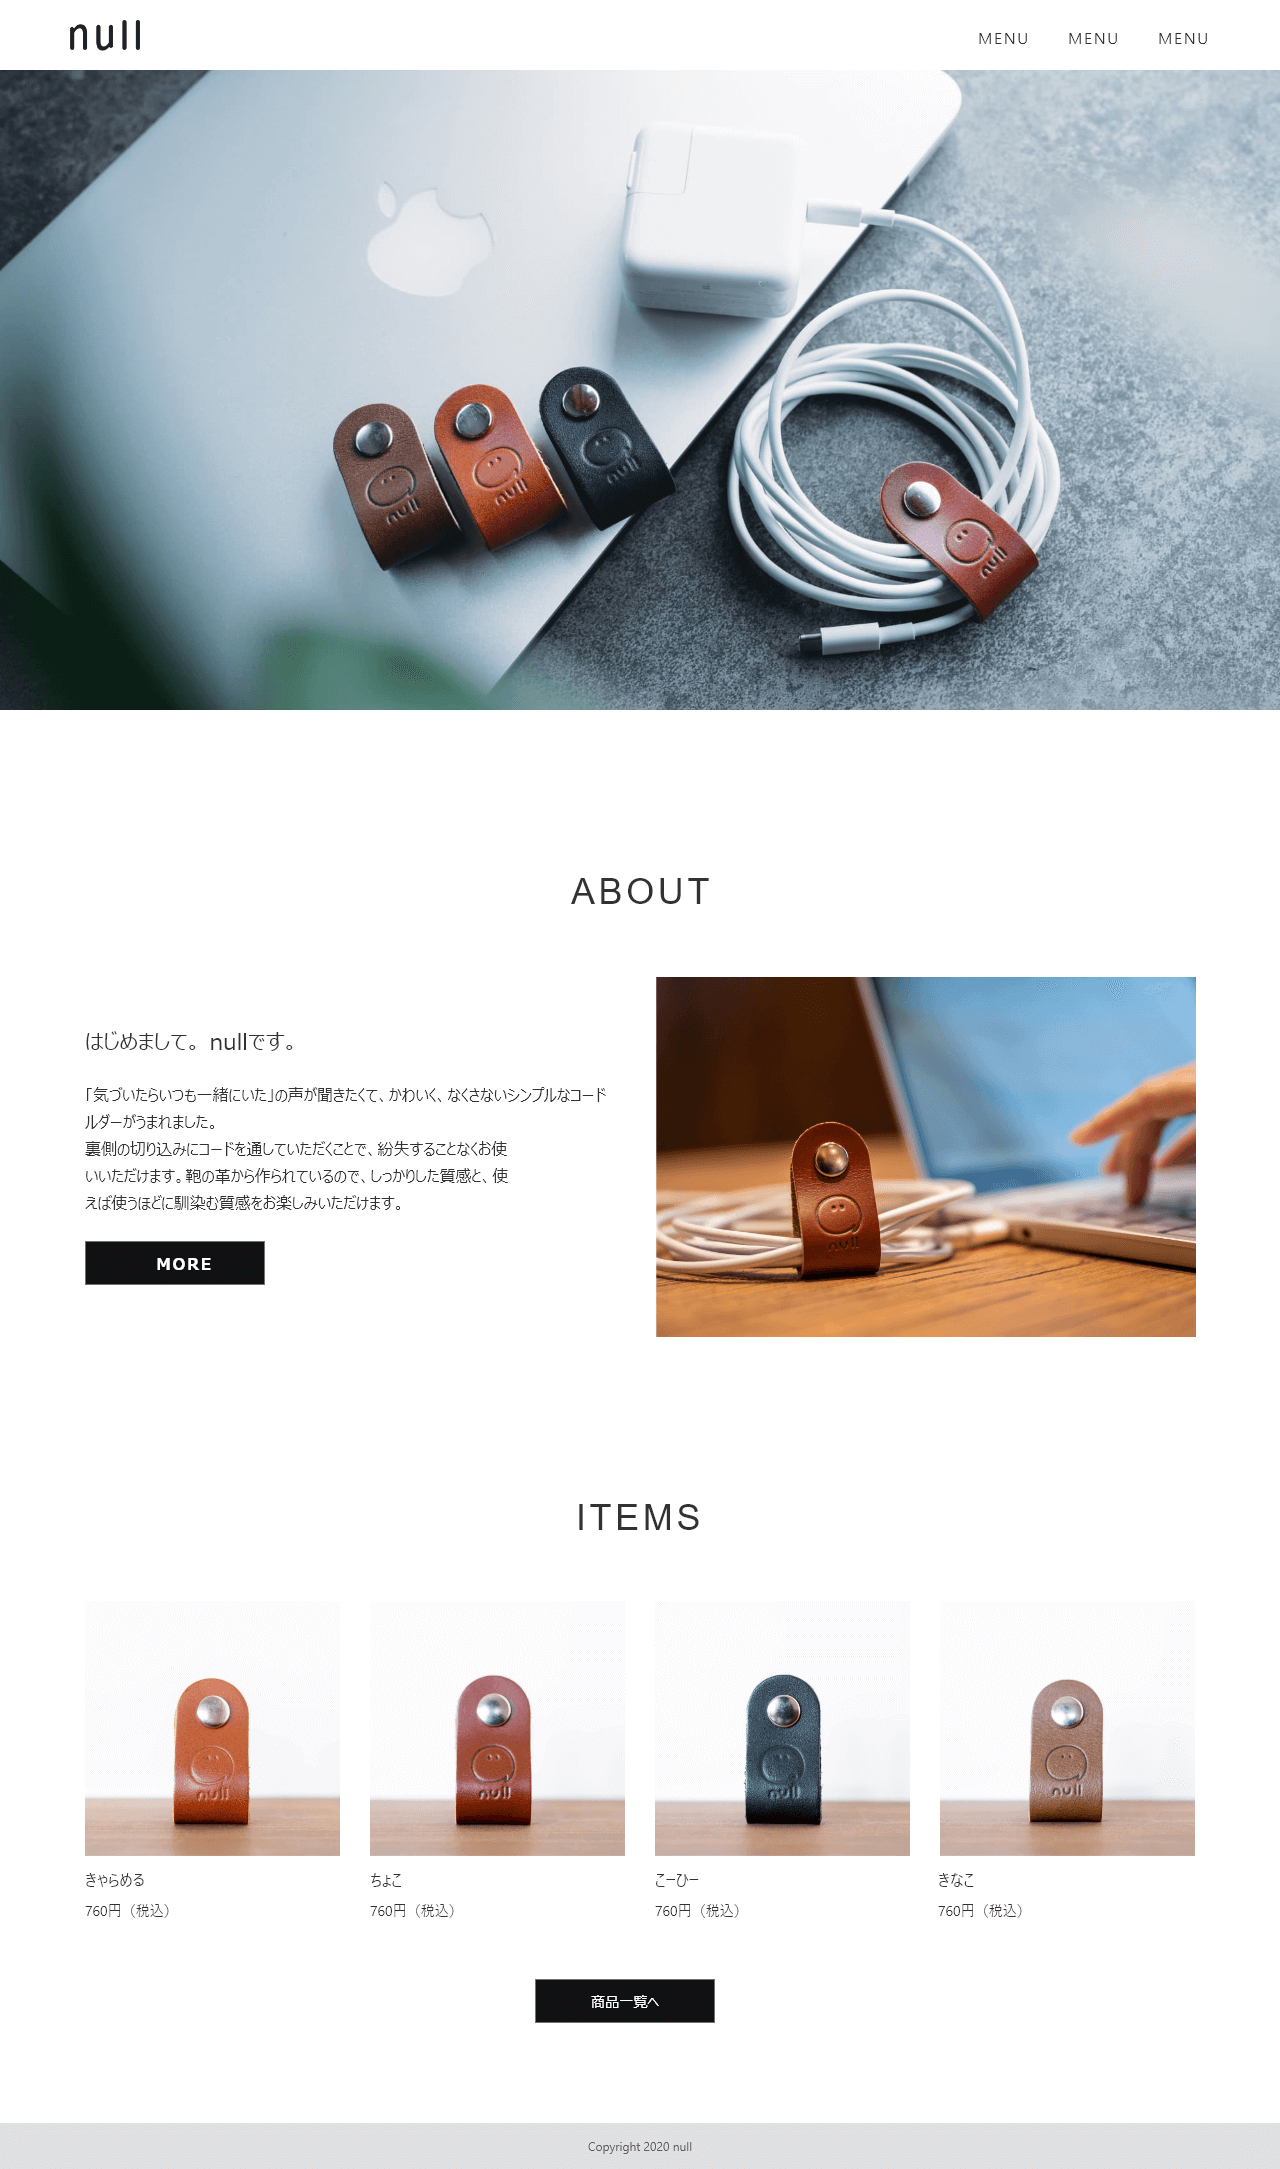 null
MENU MENU MENU
null
null
null
null
ABOUT
はじめまして。 nullです。
「気づいたらいつも一緒にいた」の声が聞きたくて、かわいく、なくさないシンプルなコード
ルダーがうまれました。
裏側の切り込みにコードを通していただくことで、紛失することなくお使
いいただけます。鞄の革から作られているので、しっかりした質感と、使
えば使うほどに馴染む質感をお楽しみいただけます。
MORE
null
ITEMS
null
null
null
null
きゃらめる
ちょこ
こーひー
きなこ
760円（税込）
760円（税込）
760円（税込）
760円（税込）
商品一覧へ
Copyright 2020 null